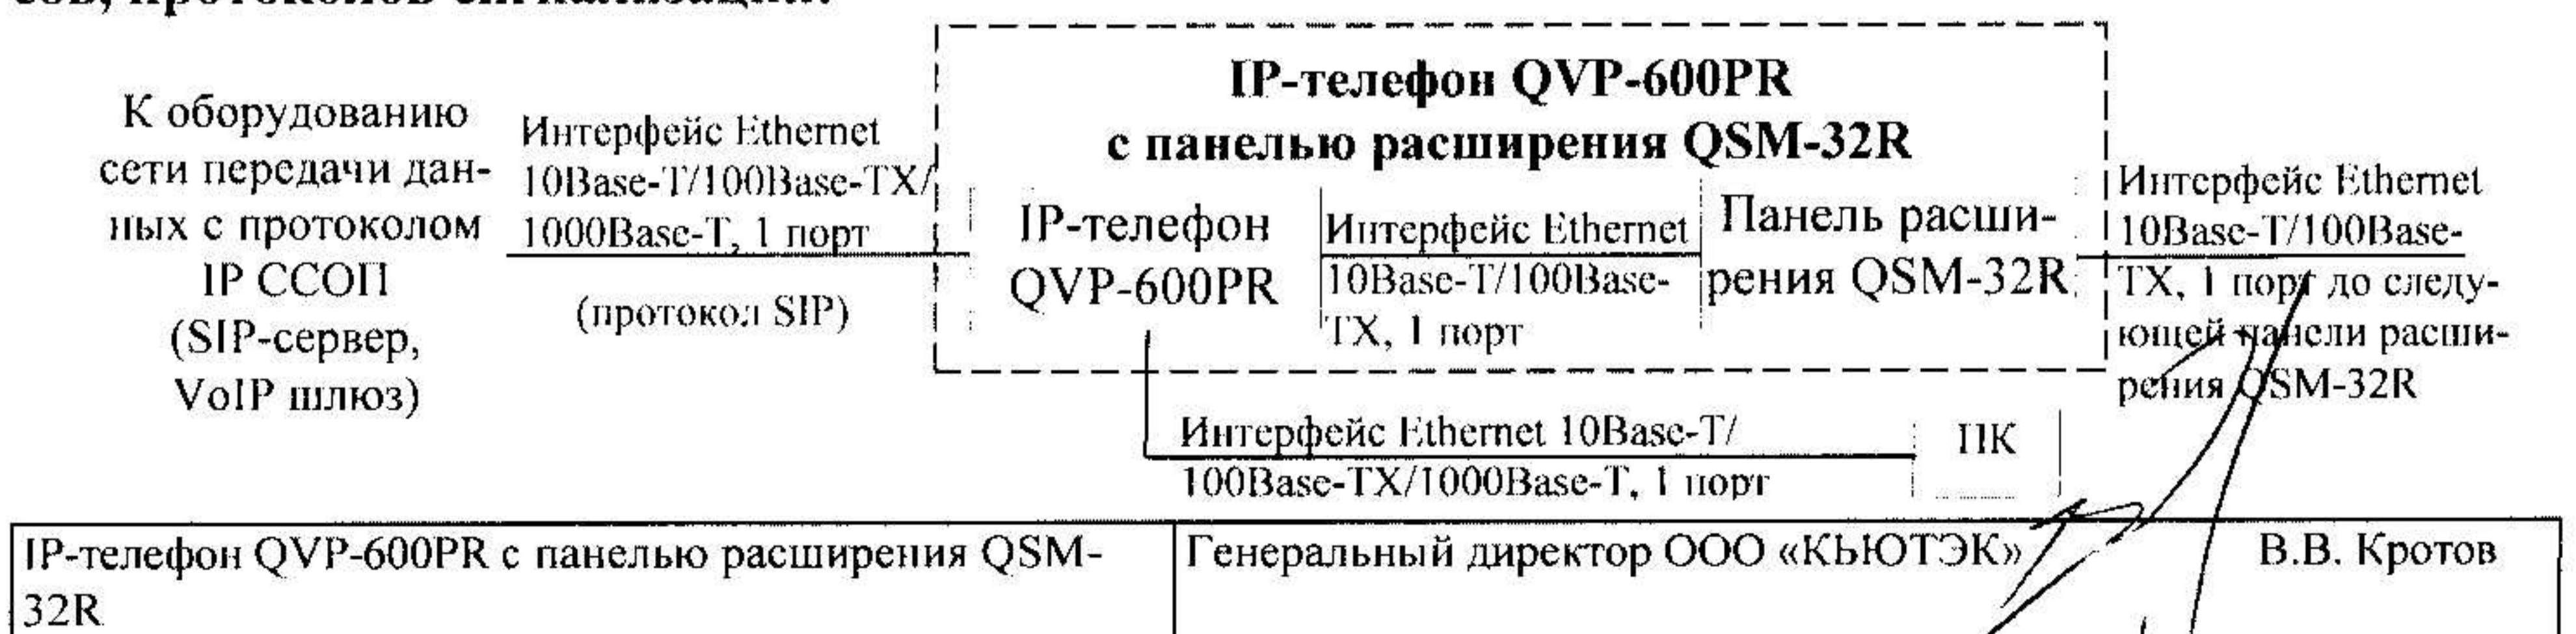 сов, протоколов сигнализации.
IP-телефон QVP-600PR
с панелью расширения QSM-32R
К оборудованию
сети передачи дан-
ных с протоколом
IP ССОП
(SIP-сервер,
VoIP шлюз)
Интерфейс Ethernet
10Base-T/100Base-TX/
1000Base-T, 1 порт
(протокол SIP)
IP-телефон
QVP-600PR
Интерфейс Ethernet
10Base-T/100Base-
TX, 1 порт
Панель расши-
рения QSM-32R
Интерфейс Ethernet
10Base-T/100Base-
TX, 1 порт до следу-
ющей панели расши-
рения QSM-32R
Интерфейс Ethernet 10Base-T/
100Base-TX/1000Base-T, 1 порт
ПК
IP-телефон QVP-600PR с панелью расширения QSM-
32R
Генеральный директор ООО «КЬЮТЭК» В.В. Кротов